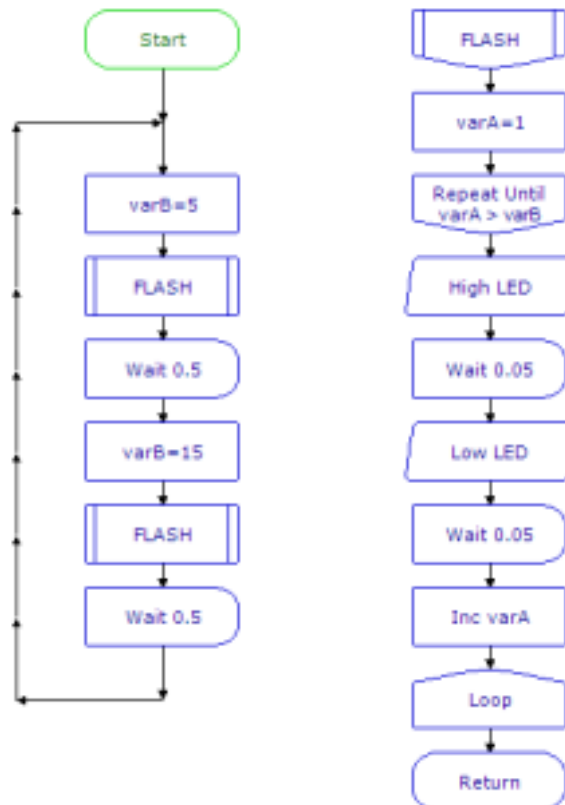 Start
varB=5
FLASH
Wait 0.5
varB=15
FLASH
Wait 0.5
FLASH
varA=1
Repeat Until
varA > varB
High LED
Wait 0.05
Low LED
Wait 0.05
Inc varA
Loop
Return